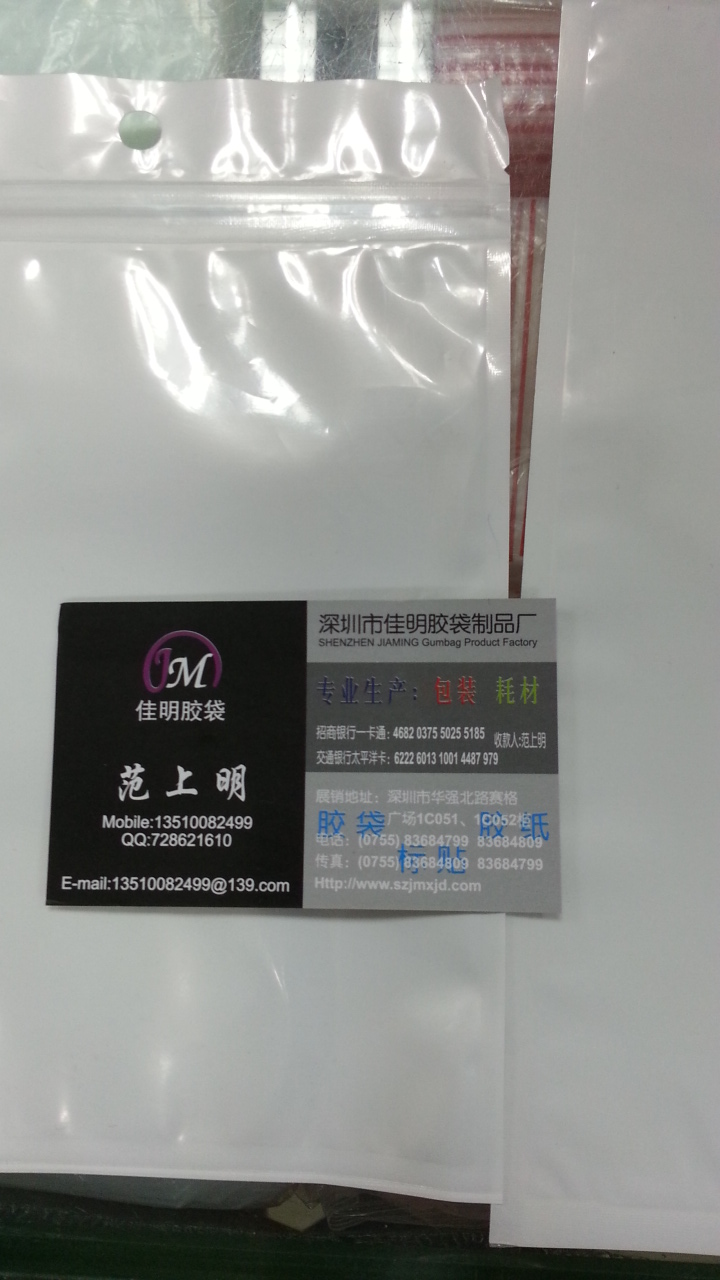 JM
佳明胶袋
范上明
Mobile:13510082499
QQ:728621610
E-mail:13510082499@139.com
深圳市佳明胶袋制品厂
SHENZHEN JIAMING Gumbag Product Factory
专业生产：包装 耗材
招商银行一卡通：4682 0375 5025 5185
交通银行太平洋卡：6222 6013 1001 4487 979
收款人:范上明
展销地址：深圳市华强北路赛格
广场1C051、1C052柜
胶袋 胶纸
电话：(0755) 83684799 83684809
标贴
传真：(0755) 83684809 83684799
Http://www.szjmxjd.com